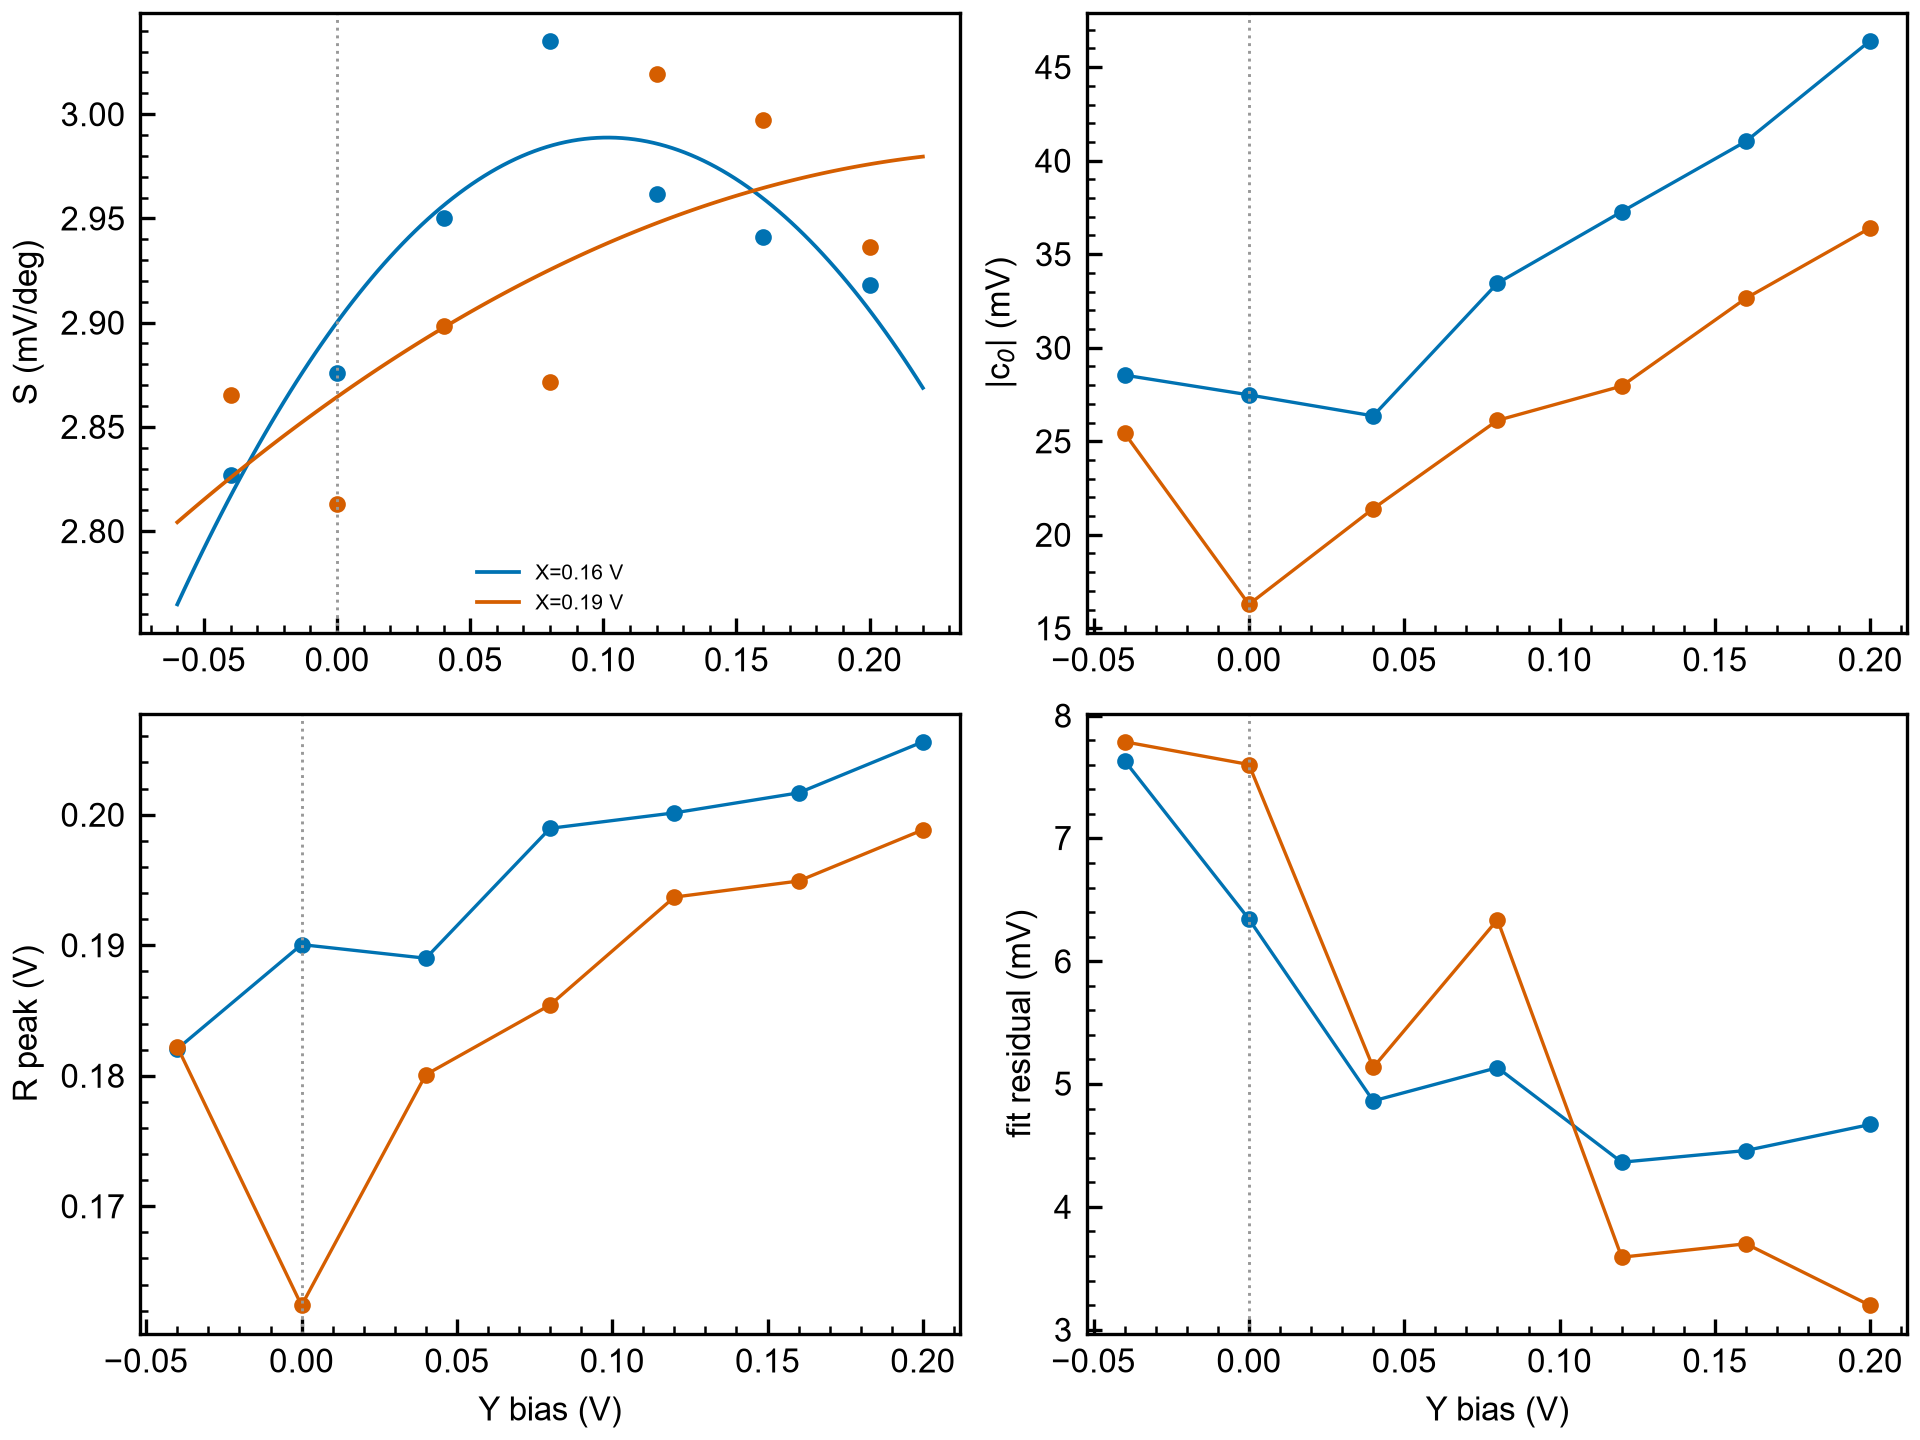 S (mV/deg)
3.00
2.95
2.90
2.85
2.80
X=0.16 V
X=0.19 V
−0.05 0.00 0.05 0.10 0.15 0.20
|c₀| (mV)
45
40
35
30
25
20
15
−0.05 0.00 0.05 0.10 0.15 0.20
R peak (V)
0.20
0.19
0.18
0.17
−0.05 0.00 0.05 0.10 0.15 0.20
Y bias (V)
fit residual (mV)
8
7
6
5
4
3
−0.05 0.00 0.05 0.10 0.15 0.20
Y bias (V)